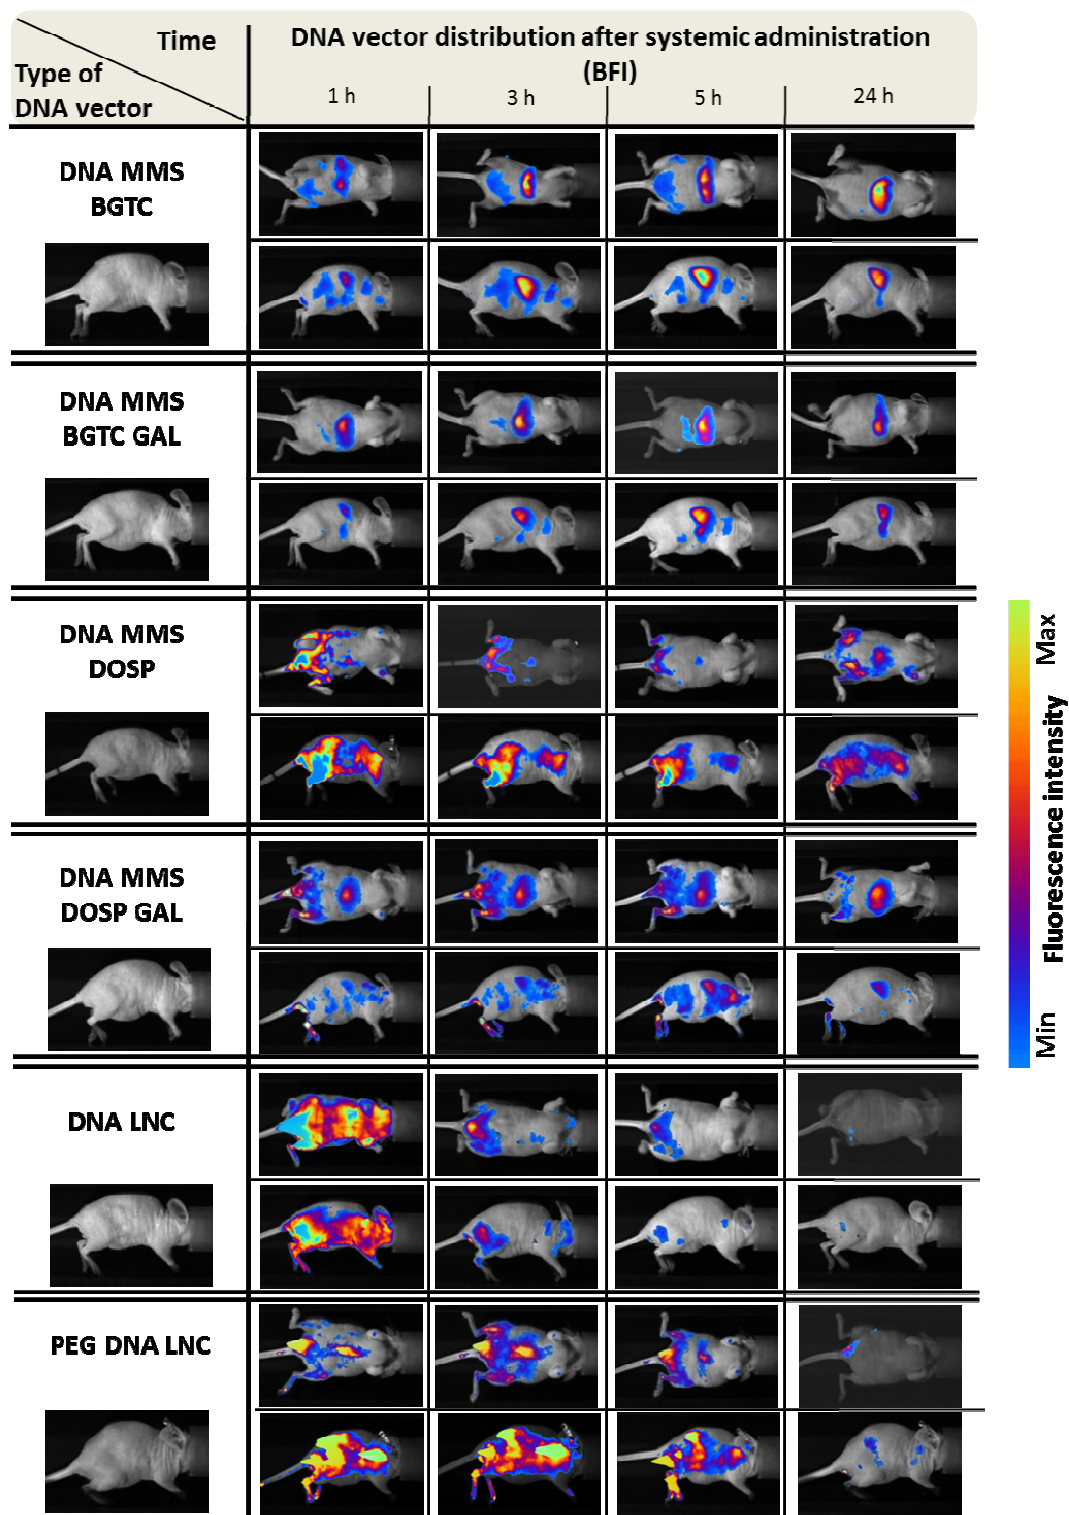 Time
Type of
DNA vector
DNA vector distribution after systemic administration
(BFI)
1 h
3 h
5 h
24 h
DNA MMS
BGTC
DNA MMS
BGTC GAL
DNA MMS
DOSP
DNA MMS
DOSP GAL
DNA LNC
PEG DNA LNC
Max
Fluorescence intensity
Min